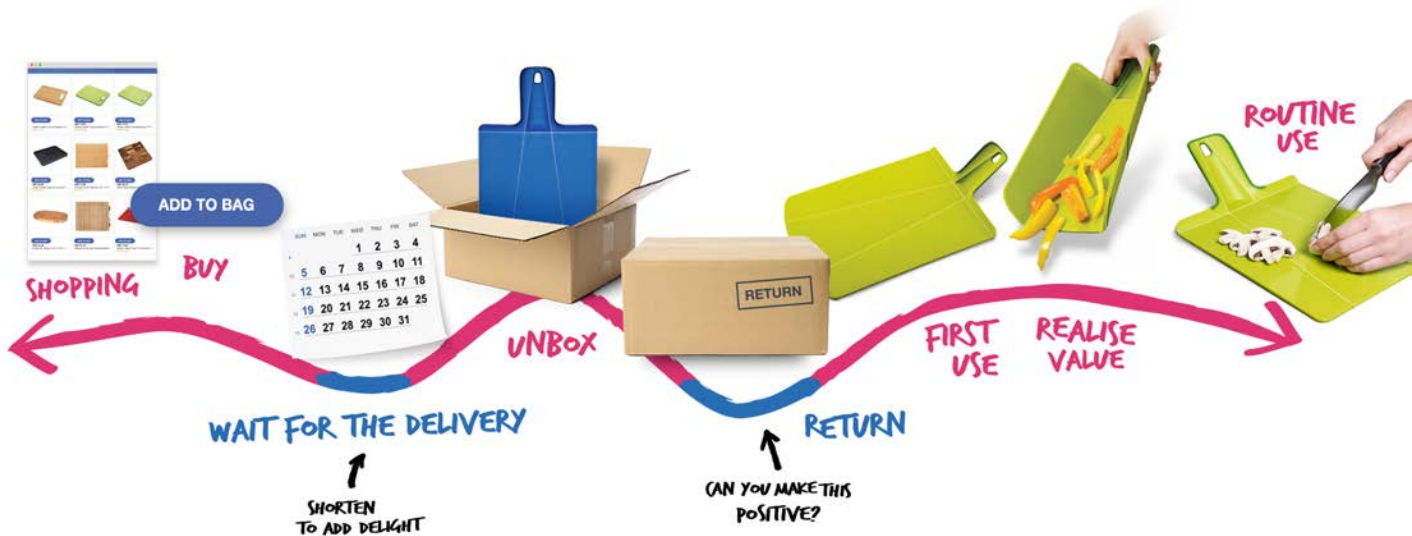 SHOPPING
BUY
ADD TO BAG
SUN MON TUE WED THU FRI SAT
1 2 3 4
5 6 7 8 9 10 11
12 13 14 15 16 17 18
19 20 21 22 23 24 25
26 27 28 29 30 31
WAIT FOR THE DELIVERY
SHORTEN
TO ADD DELIGHT
UNBOX
RETURN
RETURN
CAN YOU MAKE THIS
POSITIVE?
FIRST
USE
REALISE
VALUE
ROUTINE
USE